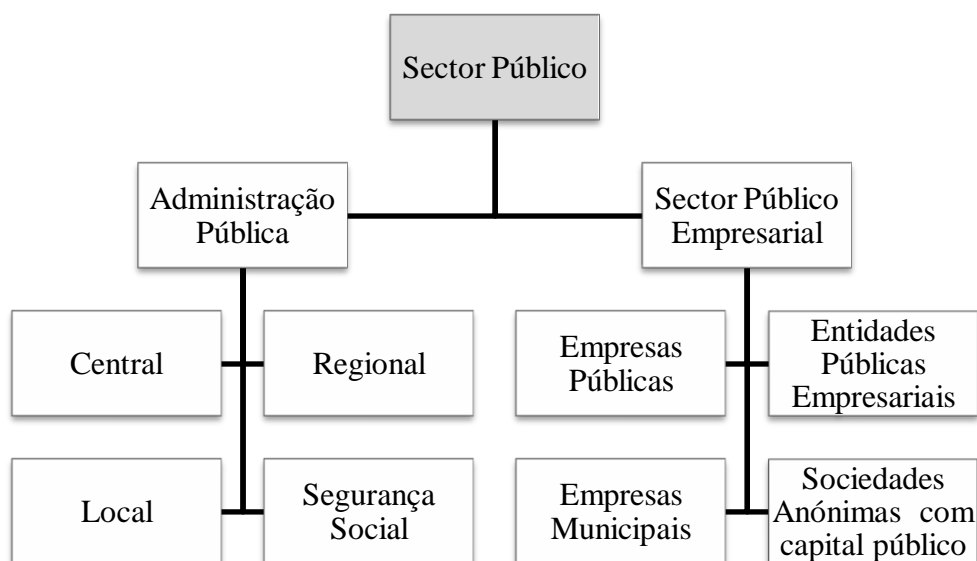 Sector Público
Administração
Pública
Sector Público
Empresarial
Central
Regional
Empresas
Públicas
Entidades
Públicas
Empresariais
Local
Segurança
Social
Empresas
Municipais
Sociedades
Anónimas com
capital público